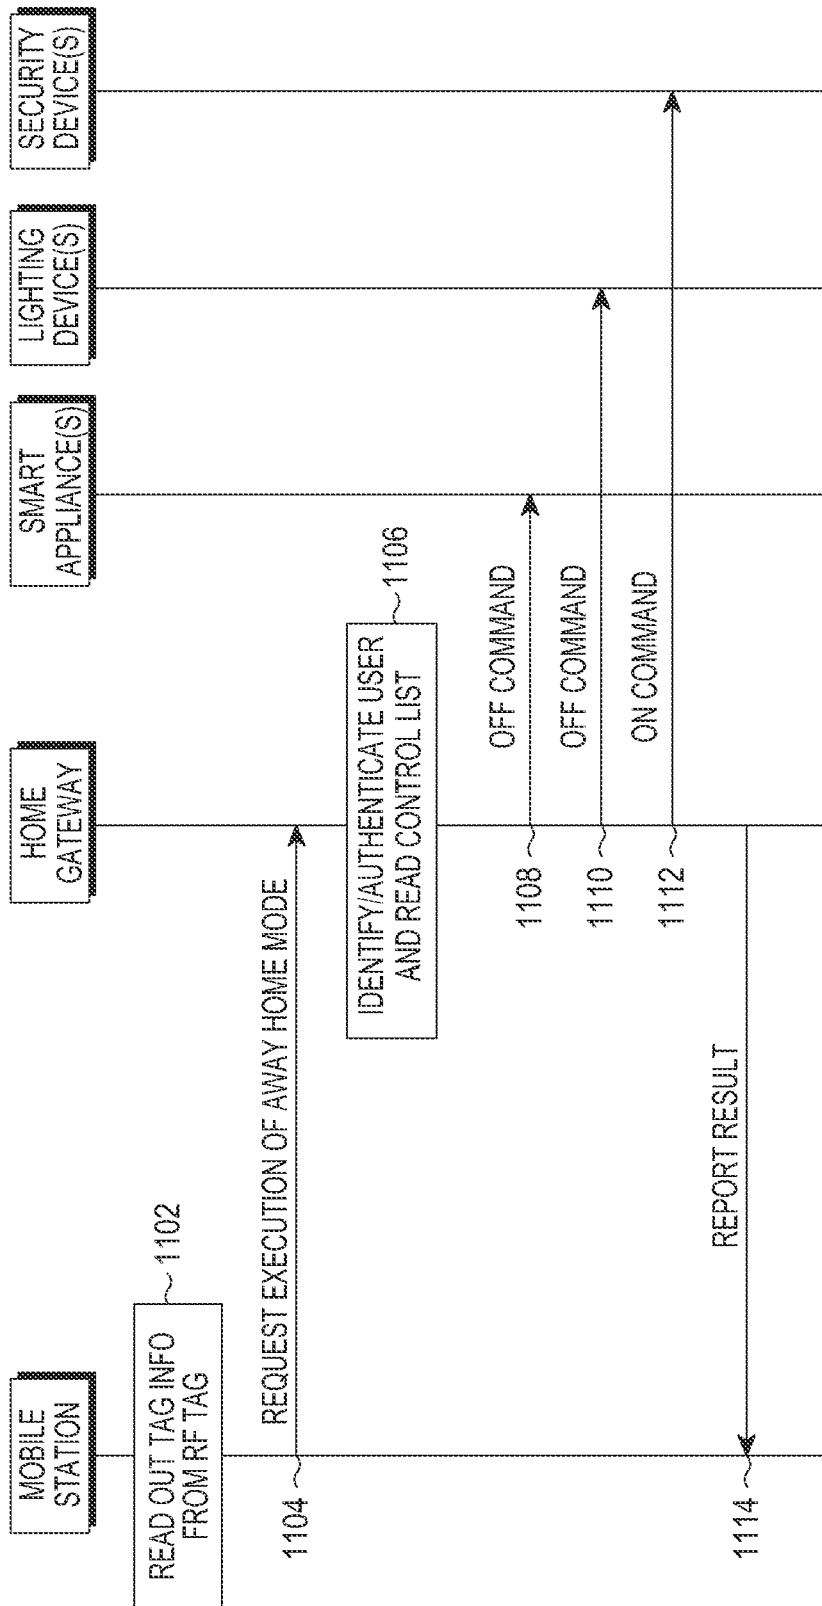 MOBILE
STATION
HOME
GATEWAY
SMART
APPLIANCE(S)
LIGHTING
DEVICE(S)
SECURITY
DEVICE(S)
READ OUT TAG INFO
FROM RF TAG
1102
1104
REQUEST EXECUTION OF AWAY HOME MODE
IDENTIFY/AUTHENTICATE USER
AND READ CONTROL LIST
1106
1108
OFF COMMAND
1110
OFF COMMAND
1112
ON COMMAND
1114
REPORT RESULT